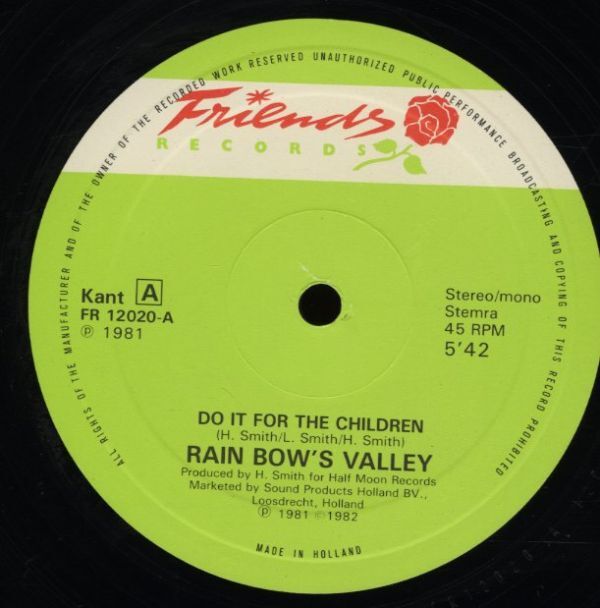 ALL RIGHTS OF THE MANUFACTURER AND OF THE OWNER OF THE RECORDED WORK RESERVED UNAUTHORIZED PUBLIC PERFORMANCE BROADCASTING AND COPYING OF THIS RECORD PROHIBITED
Friends
RECORDS
Kant A
FR 12020-A
℗ 1981
Stereo/mono
Stemra
45 RPM
5'42
DO IT FOR THE CHILDREN
(H. Smith/L. Smith/H. Smith)
RAIN BOW'S VALLEY
Produced by H. Smith for Half Moon Records
Marketed by Sound Products Holland BV.,
Loosdrecht, Holland
℗ 1981 © 1982
MADE IN HOLLAND